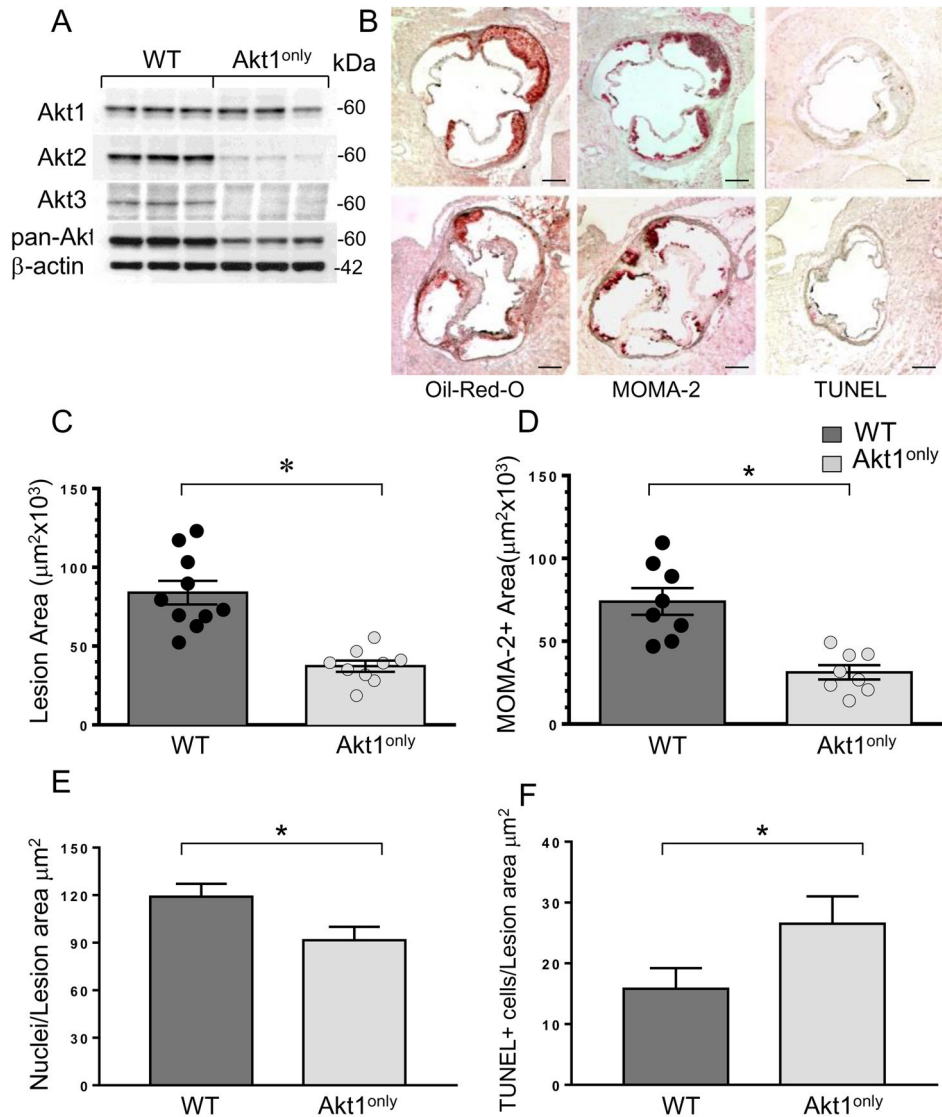 A
WT Akt1only kDa
Akt1 -60
Akt2 -60
Akt3 -60
pan-Akt -60
β-actin -42
B
Oil-Red-O MOMA-2 TUNEL
C
*
Lesion Area (μm²x10³)
150
100
50
0
WT Akt1only
D
WT
Akt1only
*
MOMA-2+ Area(μm²x10³)
150
100
50
0
WT Akt1only
E
*
Nuclei/Lesion area μm²
150
120
90
60
30
0
WT Akt1only
F
*
TUNEL+ cells/Lesion area μm²
40
30
20
10
0
WT Akt1only